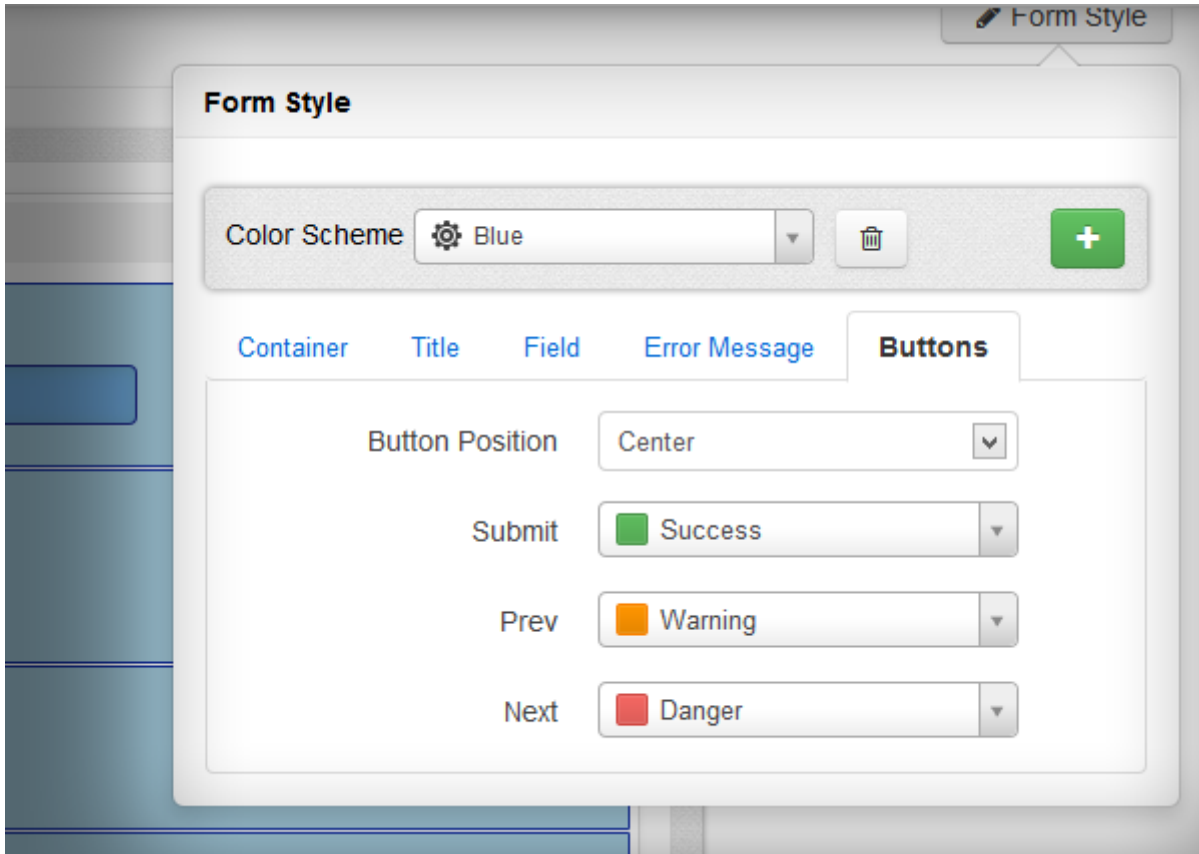 Form Style
Form Style
Color Scheme Blue
Container Title Field Error Message Buttons
Button Position Center
Submit Success
Prev Warning
Next Danger